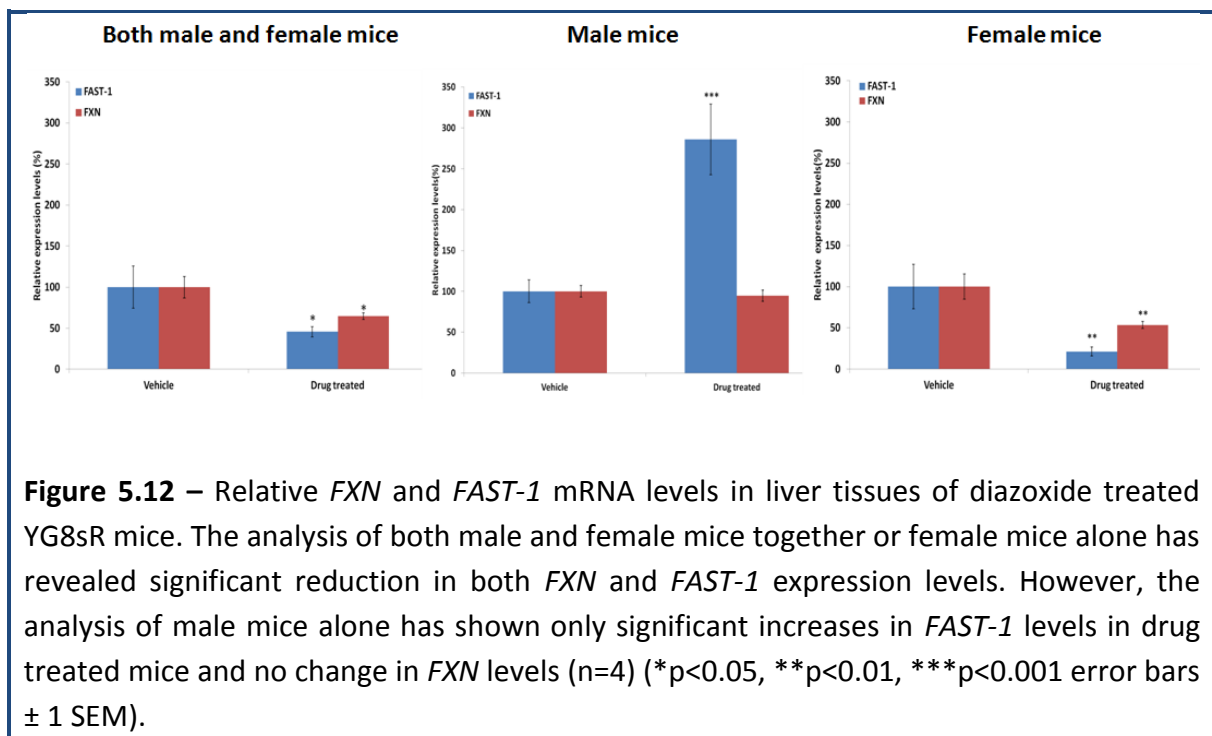 Both male and female mice
Male mice
Female mice
Relative expression levels (%)
350
300
250
200
150
100
50
0
FAST-1
FXN
*
*
Vehicle
Drug treated
Relative expression levels(%)
350
300
250
200
150
100
50
0
FAST-1
FXN
***
Vehicle
Drug treated
Relative expression levels(%)
350
300
250
200
150
100
50
0
FAST-1
FXN
**
**
Vehicle
Drug treated
Figure 5.12 – Relative FXN and FAST-1 mRNA levels in liver tissues of diazoxide treated
YG8sR mice. The analysis of both male and female mice together or female mice alone has
revealed significant reduction in both FXN and FAST-1 expression levels. However, the
analysis of male mice alone has shown only significant increases in FAST-1 levels in drug
treated mice and no change in FXN levels (n=4) (*p<0.05, **p<0.01, ***p<0.001 error bars
± 1 SEM).